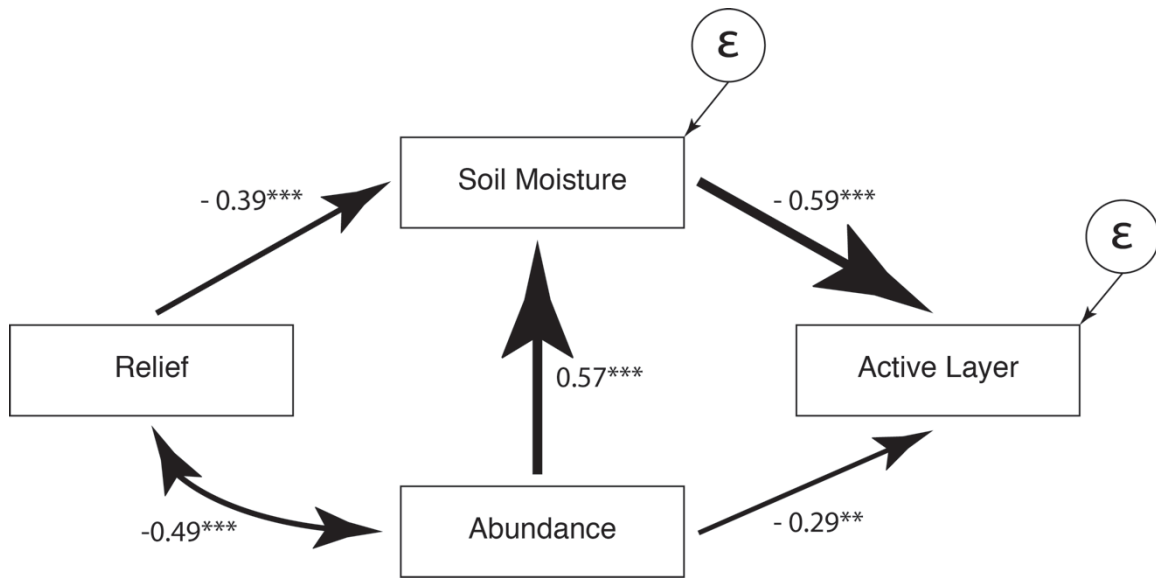 ε
Soil Moisture
- 0.39***
- 0.59***
ε
Relief
0.57***
Active Layer
-0.49***
Abundance
- 0.29**